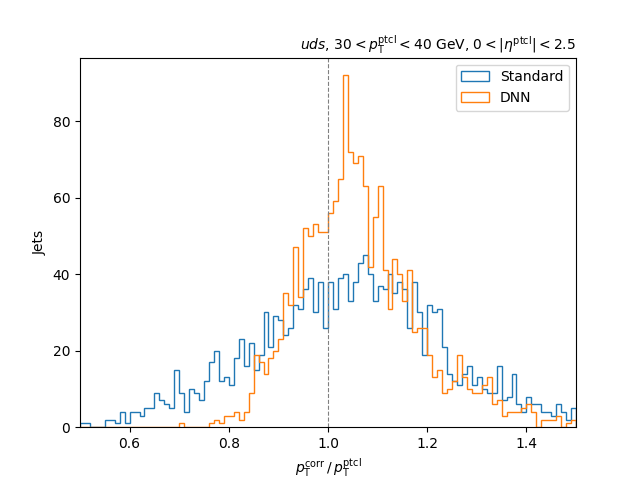 uds, 30 < p_T^ptcl < 40 GeV, 0 < |η^ptcl| < 2.5
Standard
DNN
Jets
80
60
40
20
0
0.6 0.8 1.0 1.2 1.4
p_T^corr / p_T^ptcl